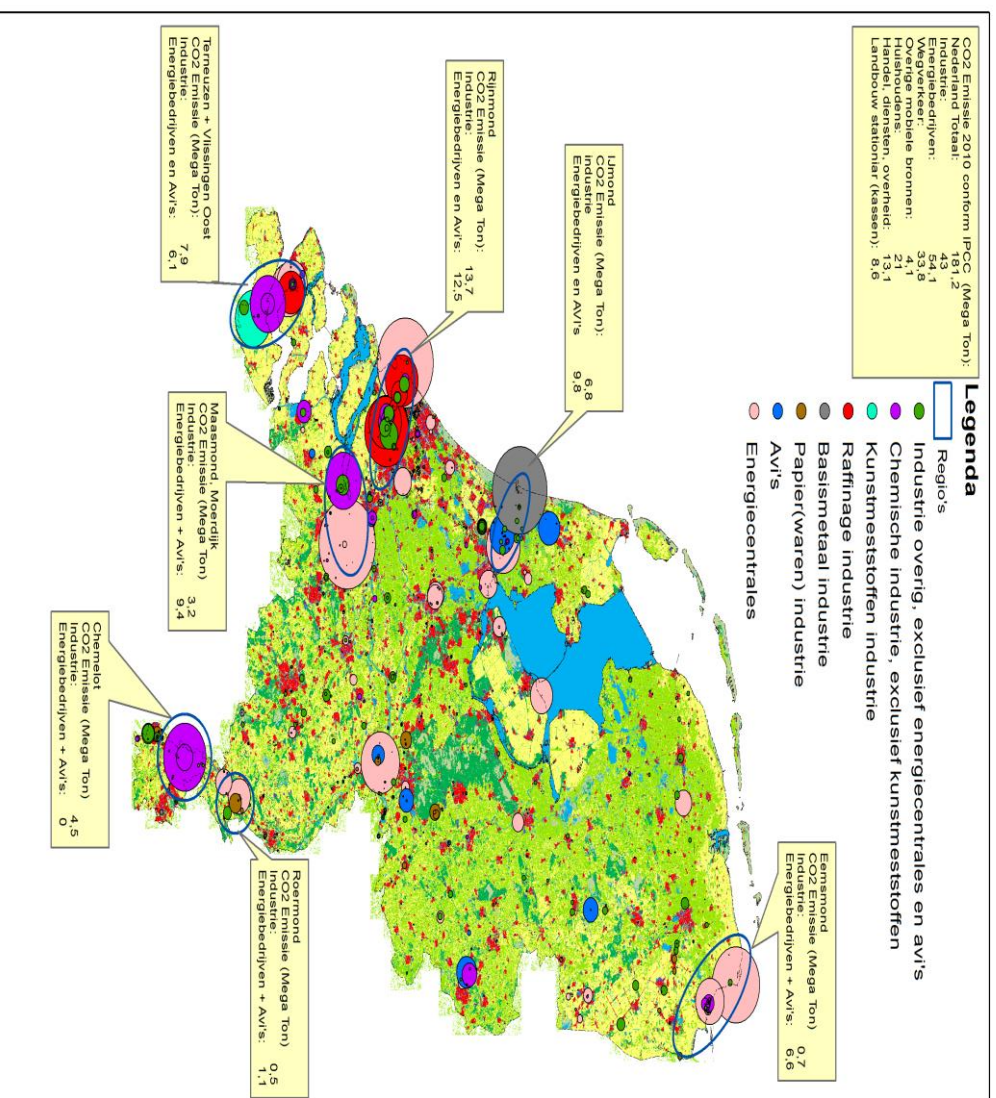 CO2 Emissie 2010 conform IPCC (Mega Ton):
Nederland Totaal: 181,2
Industrie: 43
Energiebedrijven: 54,1
Wegverkeer: 33,8
Overige mobiele bronnen: 4,1
Huishoudens: 21
Handel, diensten, overheid: 13,1
Landbouw stationiar (kassen): 8,6
Legenda
Regio's
Industrie overig, exclusief energiecentrales en avi's
Chemische industrie, exclusief kunstmeststoffen
Kunstmeststoffen industrie
Raffinage industrie
Basismetaal industrie
Papier(waren) industrie
Avi's
Energiecentrales
Eemsmond
CO2 Emissie (Mega Ton)
Industrie: 0,7
Energiebedrijven + Avi's: 6,6
IJmond
CO2 Emissie (Mega Ton):
industrie 6,8
Energiebedrijven en AVI's 9,8
Rijnmond
CO2 Emissie (Mega Ton):
Industrie: 13,7
Energiebedrijven en Avi's: 12,5
Terneuzen + Vlissingen Oost
CO2 Emissie (Mega Ton):
Industrie: 7,9
Energiebedrijven en Avi's: 6,1
Maasmond, Moerdijk
CO2 Emissie (Mega Ton)
Industrie: 3,2
Energiebedrijven + Avi's: 9,4
Roermond
CO2 Emissie (Mega Ton)
Industrie: 0,5
Energiebedrijven + Avi's: 1,1
Chemelot
CO2 Emissie (Mega Ton)
Industrie: 4,5
Energiebedrijven + Avi's: 0